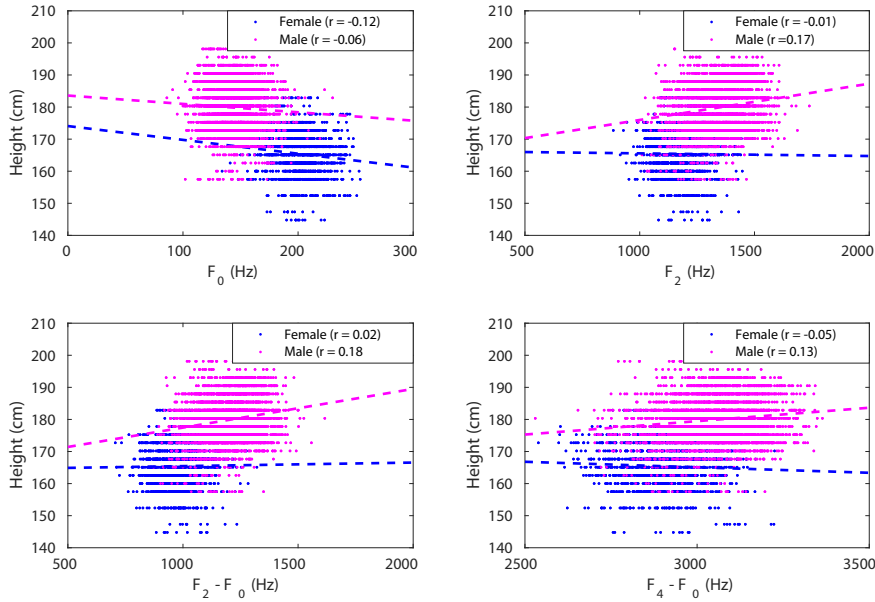 Female (r = -0.12)
Male (r = -0.06)
210
200
190
180
170
160
150
140
Height (cm)
0
100
200
300
F0 (Hz)
Female (r = -0.01)
Male (r =0.17)
210
200
190
180
170
160
150
140
Height (cm)
500
1000
1500
2000
F2 (Hz)
Female (r = 0.02)
Male (r = 0.18
210
200
190
180
170
160
150
140
Height (cm)
500
1000
1500
2000
F2 - F0 (Hz)
Female (r = -0.05)
Male (r = 0.13)
210
200
190
180
170
160
150
140
Height (cm)
2500
3000
3500
F4 - F0 (Hz)